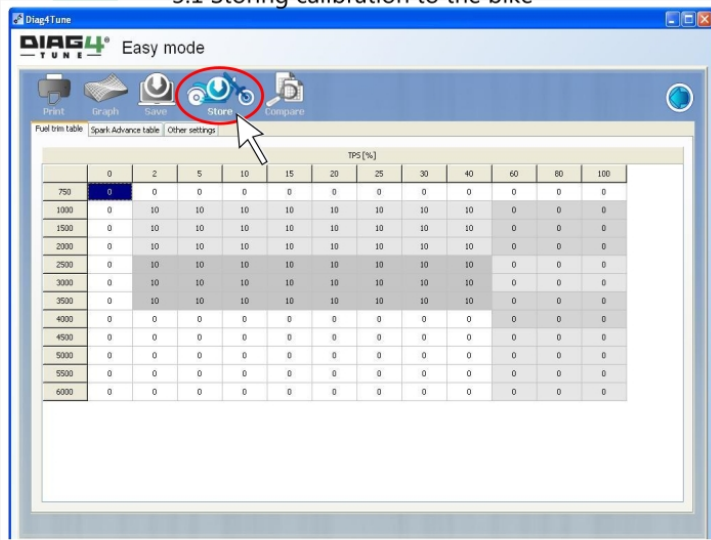 5.1 Storing calibration to the bike
Diag4Tune
DIAG4® Easy mode
TUNE
Print Graph Save Store Compare
Fuel trim table Spark Advance table Other settings
TPS [%]
0 2 5 10 15 20 25 30 40 60 80 100
750 0 0 0 0 0 0 0 0 0 0 0 0
1000 0 10 10 10 10 10 10 10 10 0 0 0
1500 0 10 10 10 10 10 10 10 10 0 0 0
2000 0 10 10 10 10 10 10 10 10 0 0 0
2500 0 10 10 10 10 10 10 10 10 0 0 0
3000 0 10 10 10 10 10 10 10 10 0 0 0
3500 0 10 10 10 10 10 10 10 10 0 0 0
4000 0 0 0 0 0 0 0 0 0 0 0 0
4500 0 0 0 0 0 0 0 0 0 0 0 0
5000 0 0 0 0 0 0 0 0 0 0 0 0
5500 0 0 0 0 0 0 0 0 0 0 0 0
6000 0 0 0 0 0 0 0 0 0 0 0 0